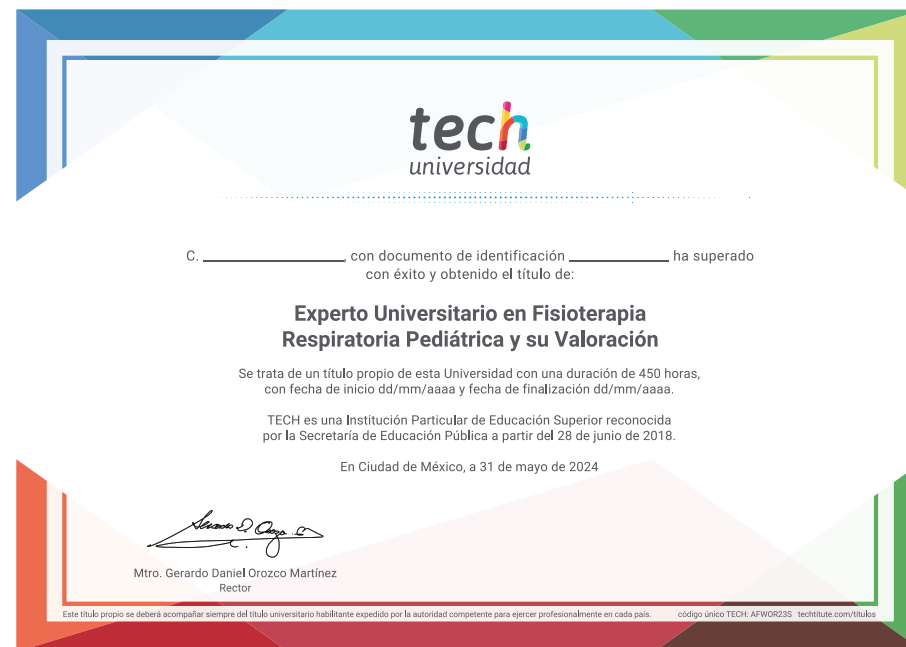 tech
universidad
C. ____________, con documento de identificación ____________ ha superado
con éxito y obtenido el título de:
Experto Universitario en Fisioterapia
Respiratoria Pediátrica y su Valoración
Se trata de un título propio de esta Universidad con una duración de 450 horas,
con fecha de inicio dd/mm/aaaa y fecha de finalización dd/mm/aaaa.
TECH es una Institución Particular de Educación Superior reconocida
por la Secretaría de Educación Pública a partir del 28 de junio de 2018.
En Ciudad de México, a 31 de mayo de 2024
Mtro. Gerardo Daniel Orozco Martínez
Rector
Este título propio se deberá acompañar siempre del título universitario habilitante expedido por la autoridad competente para ejercer profesionalmente en cada país. código único TECH: AFWOR23S techtitute.com/titulos